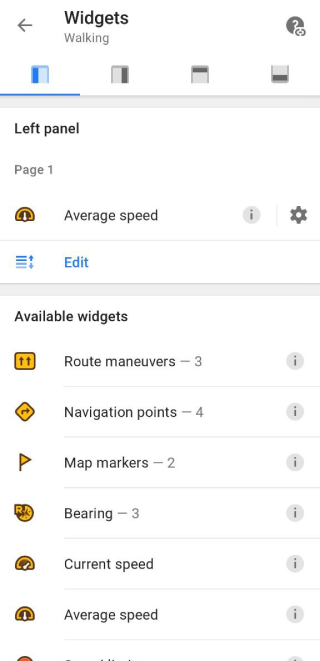 Widgets
Walking
Left panel
Page 1
Average speed
Edit
Available widgets
Route maneuvers — 3
Navigation points — 4
Map markers — 2
Bearing — 3
Current speed
Average speed